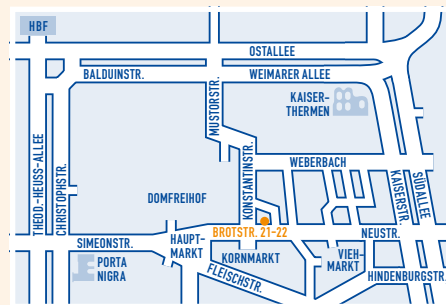 HBF
OSTALLEE
BALDUINSTR.
WEIMARER ALLEE
KAISER-
THERMEN
MUSTORSTR.
THEOD.-HEUSS-ALLEE
CHRISTOPHSTR.
KONSTANTINSTR.
WEBERBACH
KAISERSTR.
SÜDALLEE
DOMFREIHOF
BROTSTR. 21–22
NEUSTR.
SIMEONSTR.
HAUPT-
MARKT
KORNMARKT
VIEH-
MARKT
PORTA
NIGRA
FLEISCHSTR.
HINDENBURGSTR.